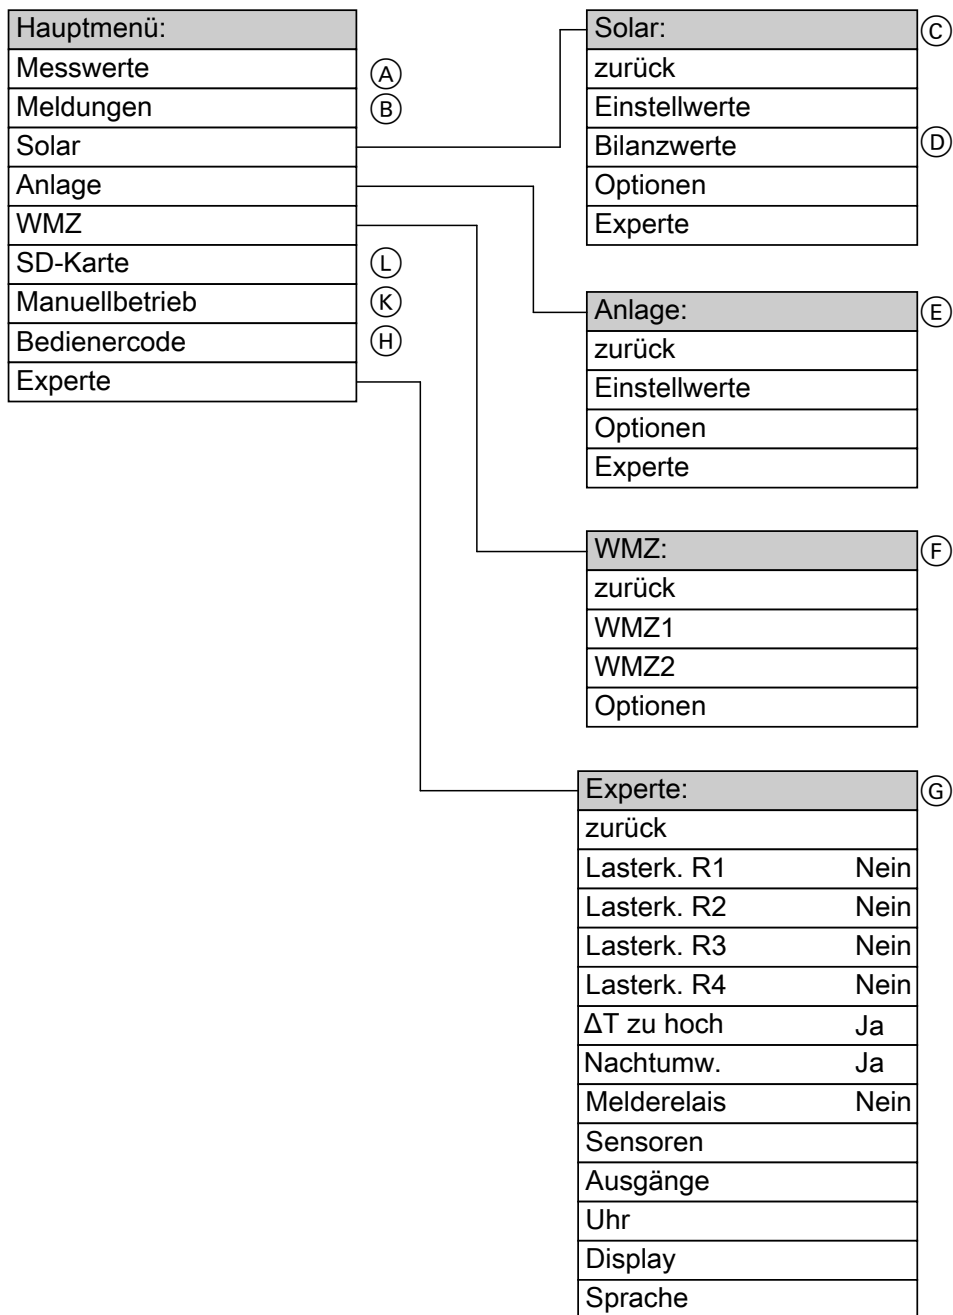 Hauptmenü:
Messwerte A
Meldungen B
Solar
Anlage
WMZ
SD-Karte L
Manuellbetrieb K
Bedienercode H
Experte
Solar: C
zurück
Einstellwerte
Bilanzwerte D
Optionen
Experte
Anlage: E
zurück
Einstellwerte
Optionen
Experte
WMZ: F
zurück
WMZ1
WMZ2
Optionen
Experte: G
zurück
Lasterk. R1 Nein
Lasterk. R2 Nein
Lasterk. R3 Nein
Lasterk. R4 Nein
ΔT zu hoch Ja
Nachtumw. Ja
Melderelais Nein
Sensoren
Ausgänge
Uhr
Display
Sprache